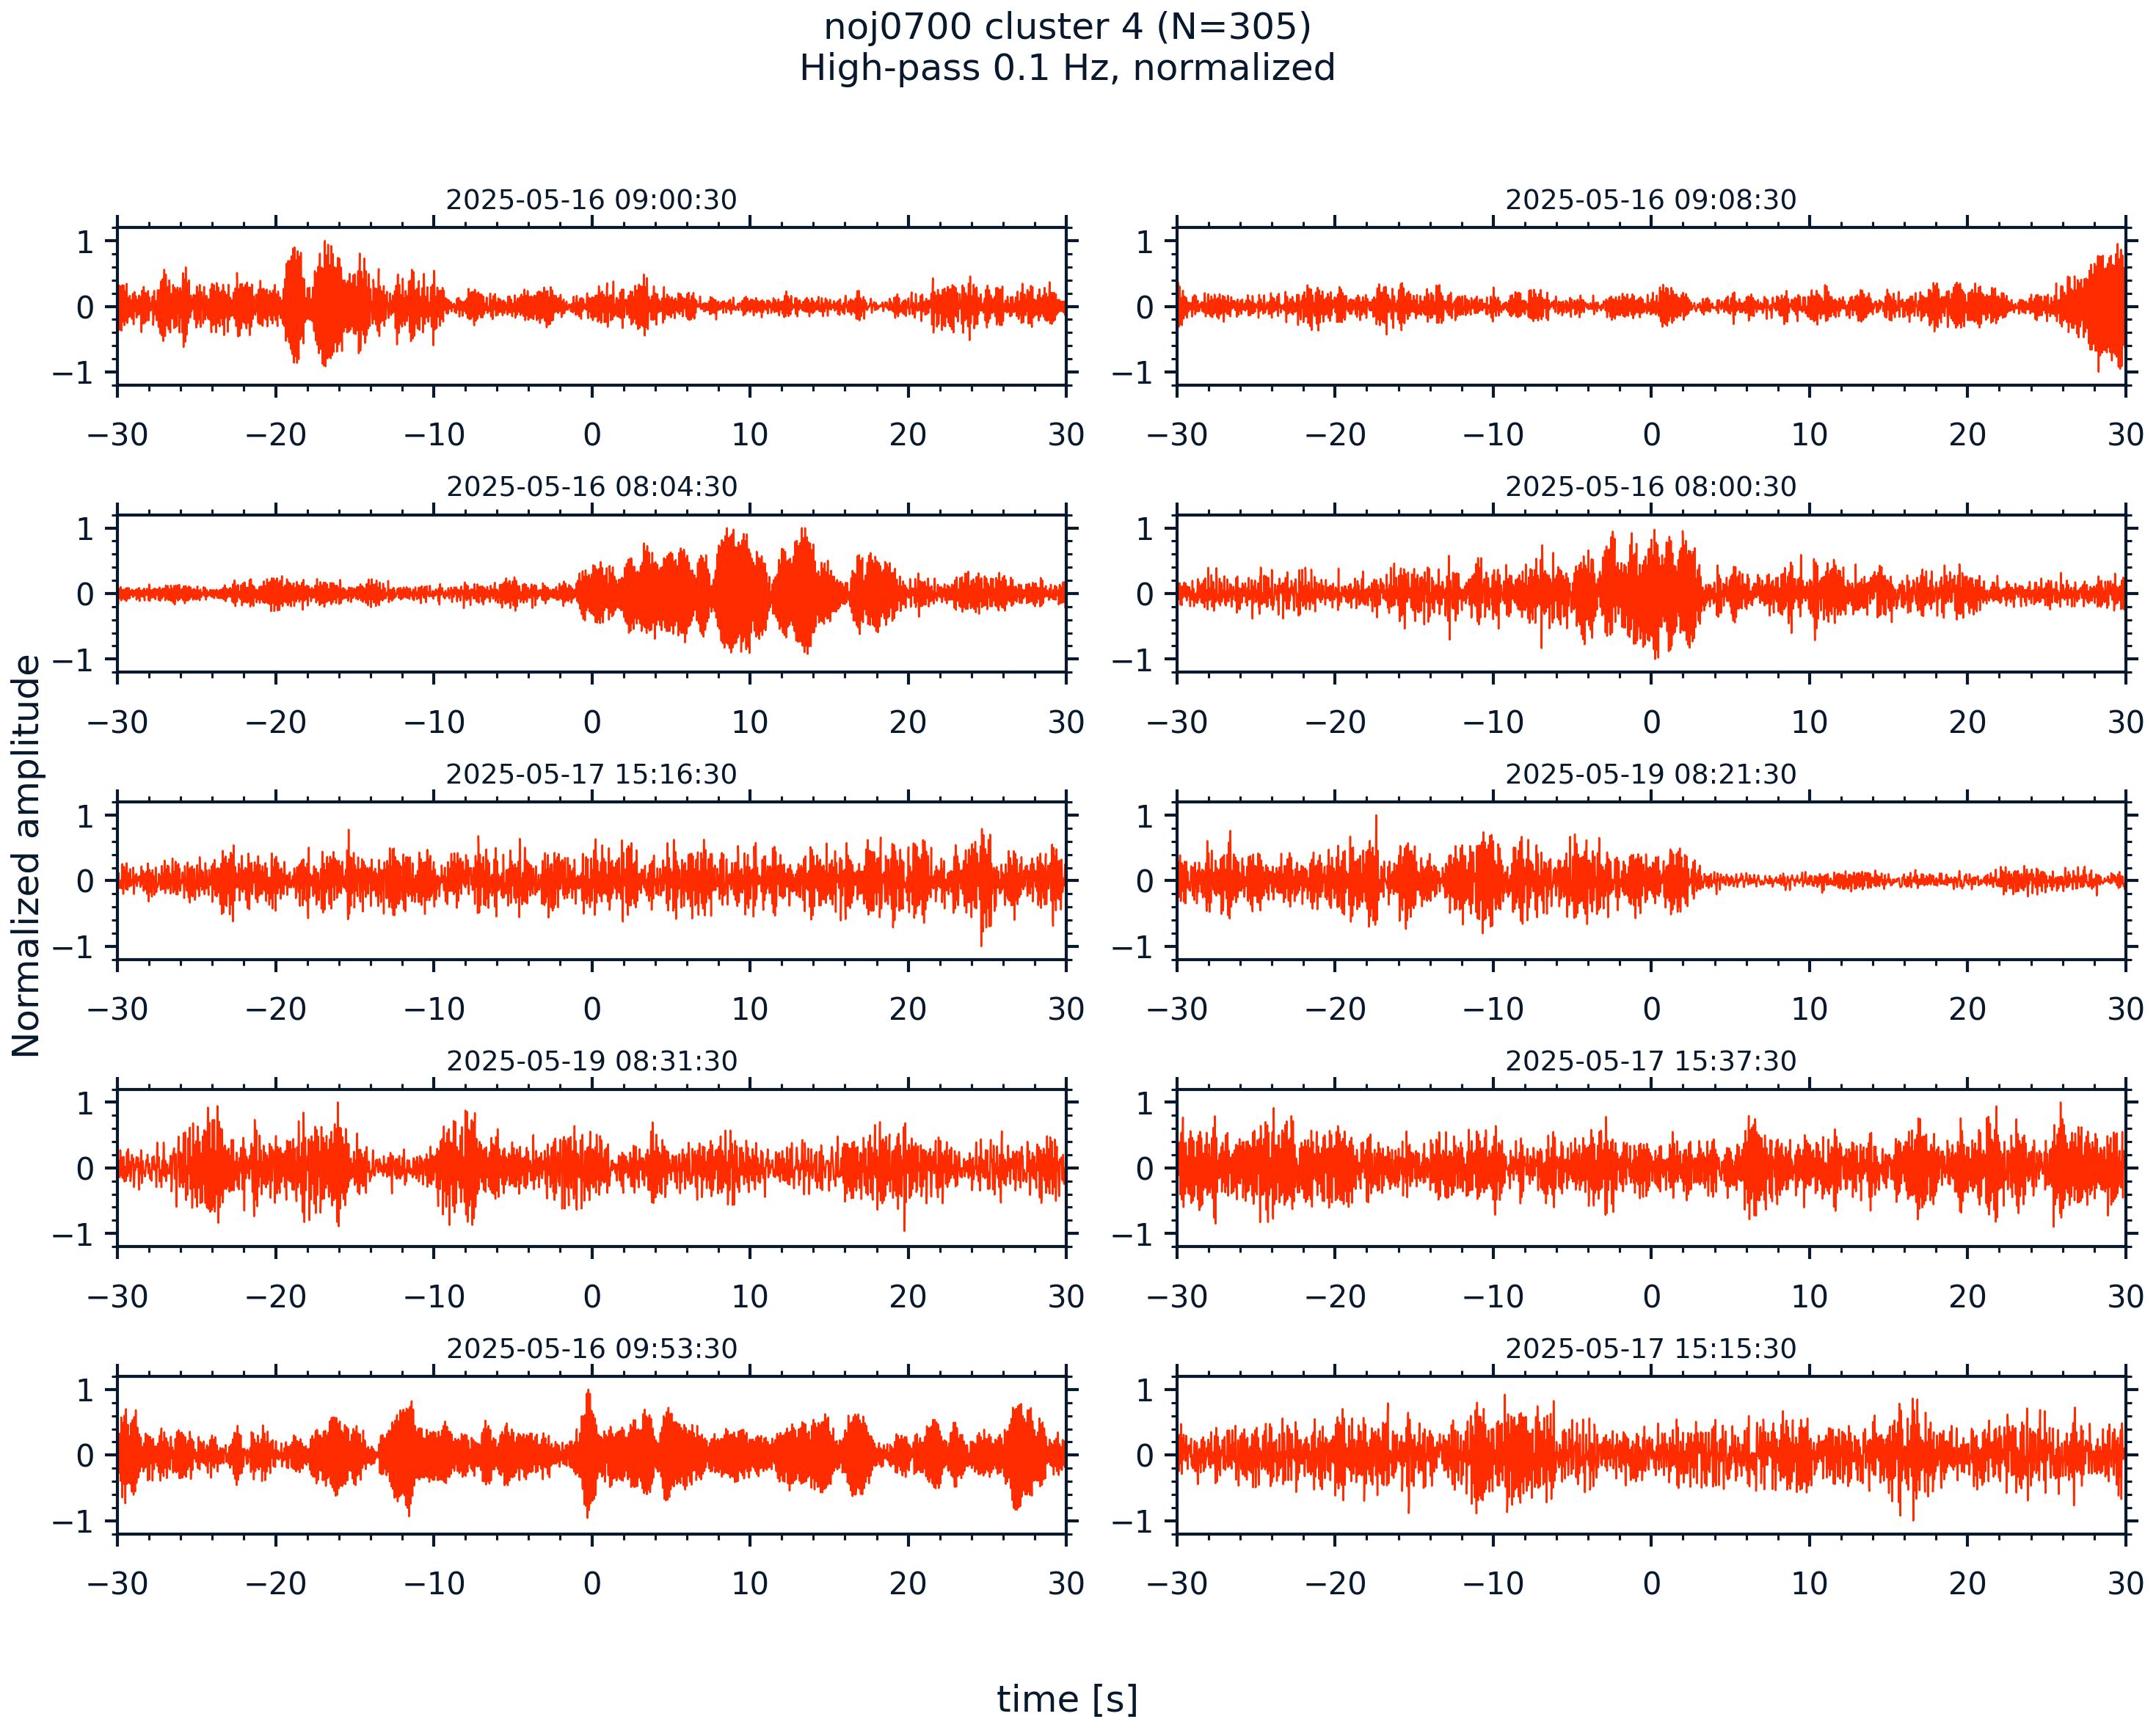 noj0700 cluster 4 (N=305)
High-pass 0.1 Hz, normalized
Normalized amplitude
2025-05-16 09:00:30
1
0
−1
−30 −20 −10 0 10 20 30
2025-05-16 09:08:30
1
0
−1
−30 −20 −10 0 10 20 30
2025-05-16 08:04:30
1
0
−1
−30 −20 −10 0 10 20 30
2025-05-16 08:00:30
1
0
−1
−30 −20 −10 0 10 20 30
2025-05-17 15:16:30
1
0
−1
−30 −20 −10 0 10 20 30
2025-05-19 08:21:30
1
0
−1
−30 −20 −10 0 10 20 30
2025-05-19 08:31:30
1
0
−1
−30 −20 −10 0 10 20 30
2025-05-17 15:37:30
1
0
−1
−30 −20 −10 0 10 20 30
2025-05-16 09:53:30
1
0
−1
−30 −20 −10 0 10 20 30
2025-05-17 15:15:30
1
0
−1
−30 −20 −10 0 10 20 30
time [s]